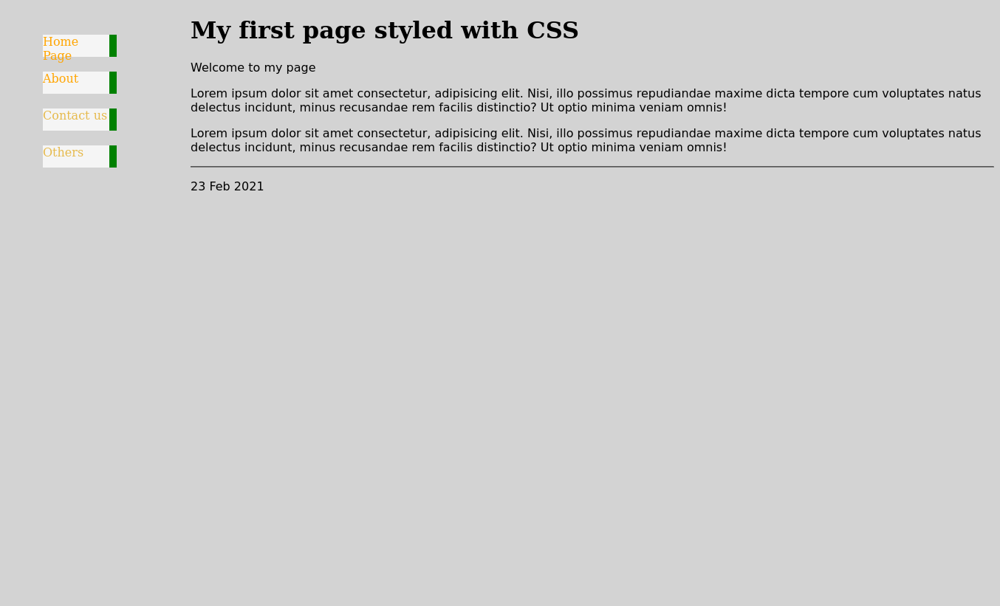 Home
Page
About
Contact us
Others
My first page styled with CSS
Welcome to my page
Lorem ipsum dolor sit amet consectetur, adipisicing elit. Nisi, illo possimus repudiandae maxime dicta tempore cum voluptates natus
delectus incidunt, minus recusandae rem facilis distinctio? Ut optio minima veniam omnis!
Lorem ipsum dolor sit amet consectetur, adipisicing elit. Nisi, illo possimus repudiandae maxime dicta tempore cum voluptates natus
delectus incidunt, minus recusandae rem facilis distinctio? Ut optio minima veniam omnis!
23 Feb 2021